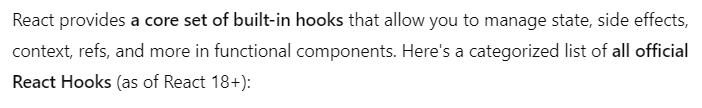 React provides a core set of built-in hooks that allow you to manage state, side effects,
context, refs, and more in functional components. Here's a categorized list of all official
React Hooks (as of React 18+):